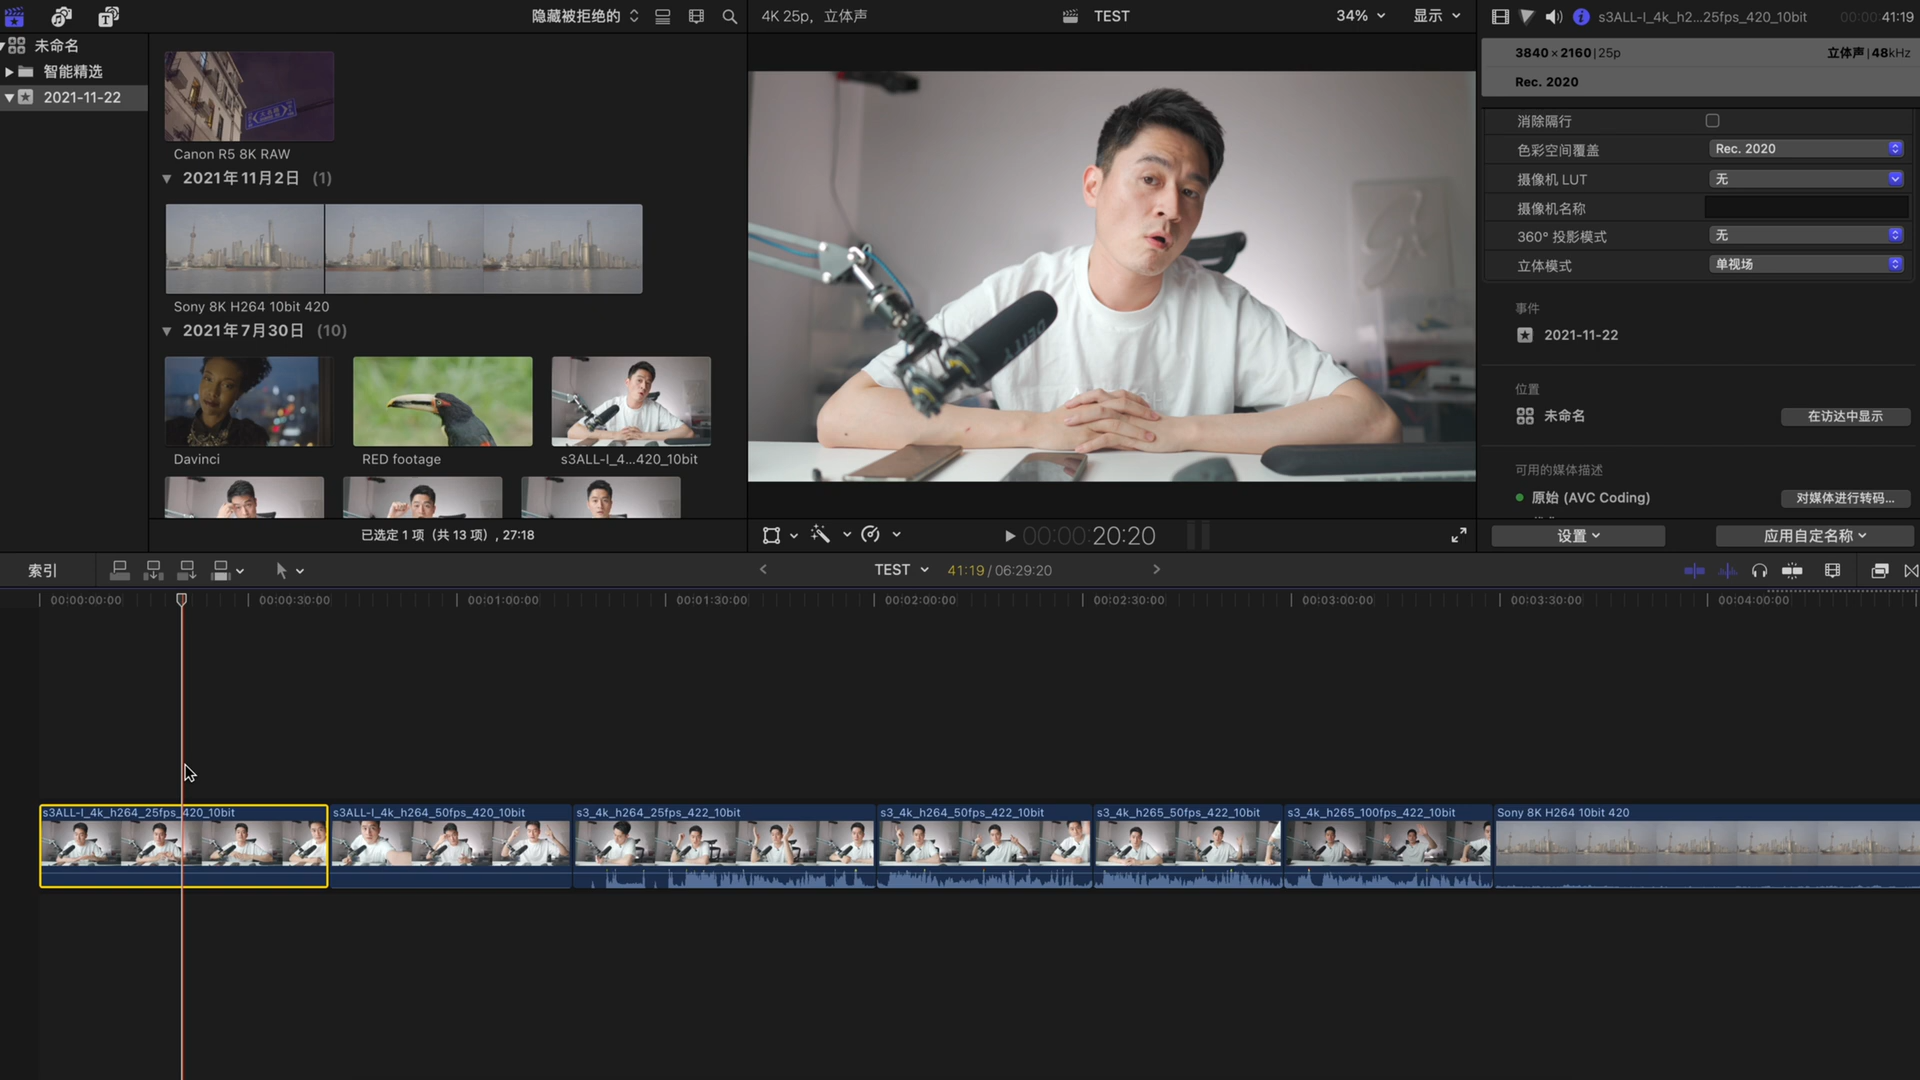 隐藏被拒绝的
4K 25p, 立体声
TEST
34%
显示
s3ALL-I_4k_h2...25fps_420_10bit
00:00:41:19
未命名
智能精选
2021-11-22
Canon R5 8K RAW
2021年11月2日 (1)
Sony 8K H264 10bit 420
2021年7月30日 (10)
Davinci
RED footage
s3ALL-I_4...420_10bit
已选定 1 项（共 13 项）, 27:18
DEITY
00:00:20:20
3840 × 2160 | 25p
立体声 | 48kHz
Rec. 2020
消除隔行
色彩空间覆盖
Rec. 2020
摄像机 LUT
无
摄像机名称
360° 投影模式
无
立体模式
单视场
事件
2021-11-22
位置
未命名
在访达中显示
可用的媒体描述
原始 (AVC Coding)
对媒体进行转码...
设置
应用自定名称
索引
TEST
41:19 / 06:29:20
00:00:00:00
00:00:30:00
00:01:00:00
00:01:30:00
00:02:00:00
00:02:30:00
00:03:00:00
00:03:30:00
00:04:00:00
s3ALL-I_4k_h264_25fps_420_10bit
s3ALL-I_4k_h264_50fps_420_10bit
s3_4k_h264_25fps_422_10bit
s3_4k_h264_50fps_422_10bit
s3_4k_h265_50fps_422_10bit
s3_4k_h265_100fps_422_10bit
Sony 8K H264 10bit 420